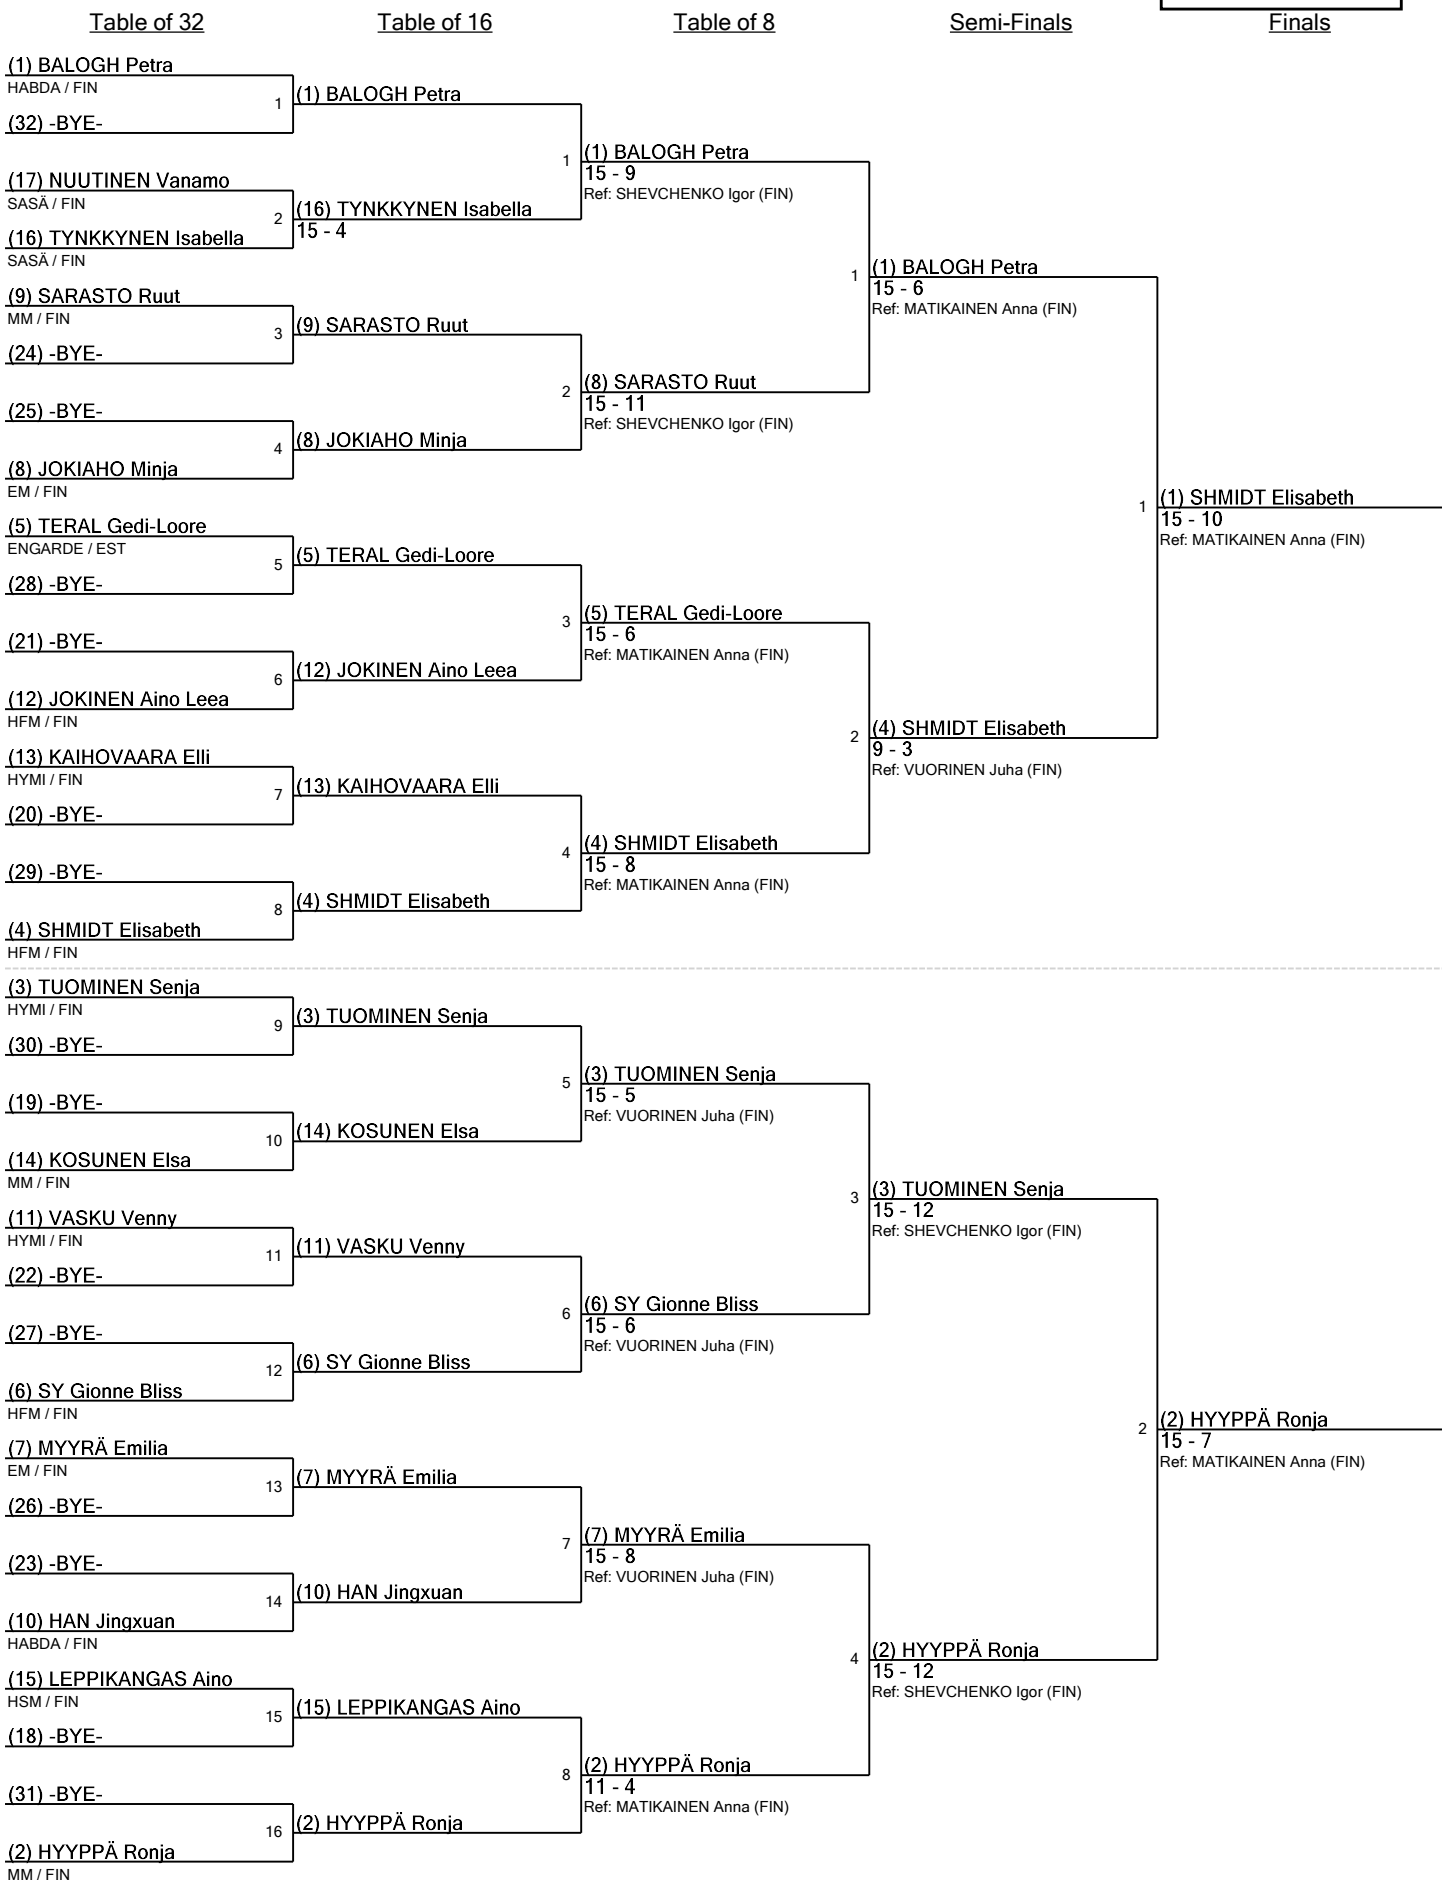 Table of 32 Table of 16 Table of 8 Semi-Finals Finals
(1) BALOGH Petra
HABDA / FIN
1
(32) -BYE-
(17) NUUTINEN Vanamo
SASÄ / FIN
2
(16) TYNKKYNEN Isabella
SASÄ / FIN
(9) SARASTO Ruut
MM / FIN
3
(24) -BYE-
(25) -BYE-
4
(8) JOKIAHO Minja
EM / FIN
(5) TERAL Gedi-Loore
ENGARDE / EST
5
(28) -BYE-
(21) -BYE-
6
(12) JOKINEN Aino Leea
HFM / FIN
(13) KAIHOVAARA Elli
HYMI / FIN
7
(20) -BYE-
(29) -BYE-
8
(4) SHMIDT Elisabeth
HFM / FIN
(3) TUOMINEN Senja
HYMI / FIN
9
(30) -BYE-
(19) -BYE-
10
(14) KOSUNEN Elsa
MM / FIN
(11) VASKU Venny
HYMI / FIN
11
(22) -BYE-
(27) -BYE-
12
(6) SY Gionne Bliss
HFM / FIN
(7) MYYRÄ Emilia
EM / FIN
13
(26) -BYE-
(23) -BYE-
14
(10) HAN Jingxuan
HABDA / FIN
(15) LEPPIKANGAS Aino
HSM / FIN
15
(18) -BYE-
(31) -BYE-
16
(2) HYYPPÄ Ronja
MM / FIN
(1) BALOGH Petra
1
(16) TYNKKYNEN Isabella
15 - 4
(9) SARASTO Ruut
2
(8) JOKIAHO Minja
(5) TERAL Gedi-Loore
3
(12) JOKINEN Aino Leea
(13) KAIHOVAARA Elli
4
(4) SHMIDT Elisabeth
(3) TUOMINEN Senja
5
(14) KOSUNEN Elsa
(11) VASKU Venny
6
(6) SY Gionne Bliss
(7) MYYRÄ Emilia
7
(10) HAN Jingxuan
(15) LEPPIKANGAS Aino
8
(2) HYYPPÄ Ronja
(1) BALOGH Petra
15 - 9
Ref: SHEVCHENKO Igor (FIN)
1
(8) SARASTO Ruut
15 - 11
Ref: SHEVCHENKO Igor (FIN)
(5) TERAL Gedi-Loore
15 - 6
Ref: MATIKAINEN Anna (FIN)
2
(4) SHMIDT Elisabeth
15 - 8
Ref: MATIKAINEN Anna (FIN)
(3) TUOMINEN Senja
15 - 5
Ref: VUORINEN Juha (FIN)
3
(6) SY Gionne Bliss
15 - 6
Ref: VUORINEN Juha (FIN)
(7) MYYRÄ Emilia
15 - 8
Ref: VUORINEN Juha (FIN)
4
(2) HYYPPÄ Ronja
11 - 4
Ref: MATIKAINEN Anna (FIN)
(1) BALOGH Petra
15 - 6
Ref: MATIKAINEN Anna (FIN)
1
(4) SHMIDT Elisabeth
9 - 3
Ref: VUORINEN Juha (FIN)
(3) TUOMINEN Senja
15 - 12
Ref: SHEVCHENKO Igor (FIN)
2
(2) HYYPPÄ Ronja
15 - 12
Ref: SHEVCHENKO Igor (FIN)
(1) SHMIDT Elisabeth
15 - 10
Ref: MATIKAINEN Anna (FIN)
(2) HYYPPÄ Ronja
15 - 7
Ref: MATIKAINEN Anna (FIN)